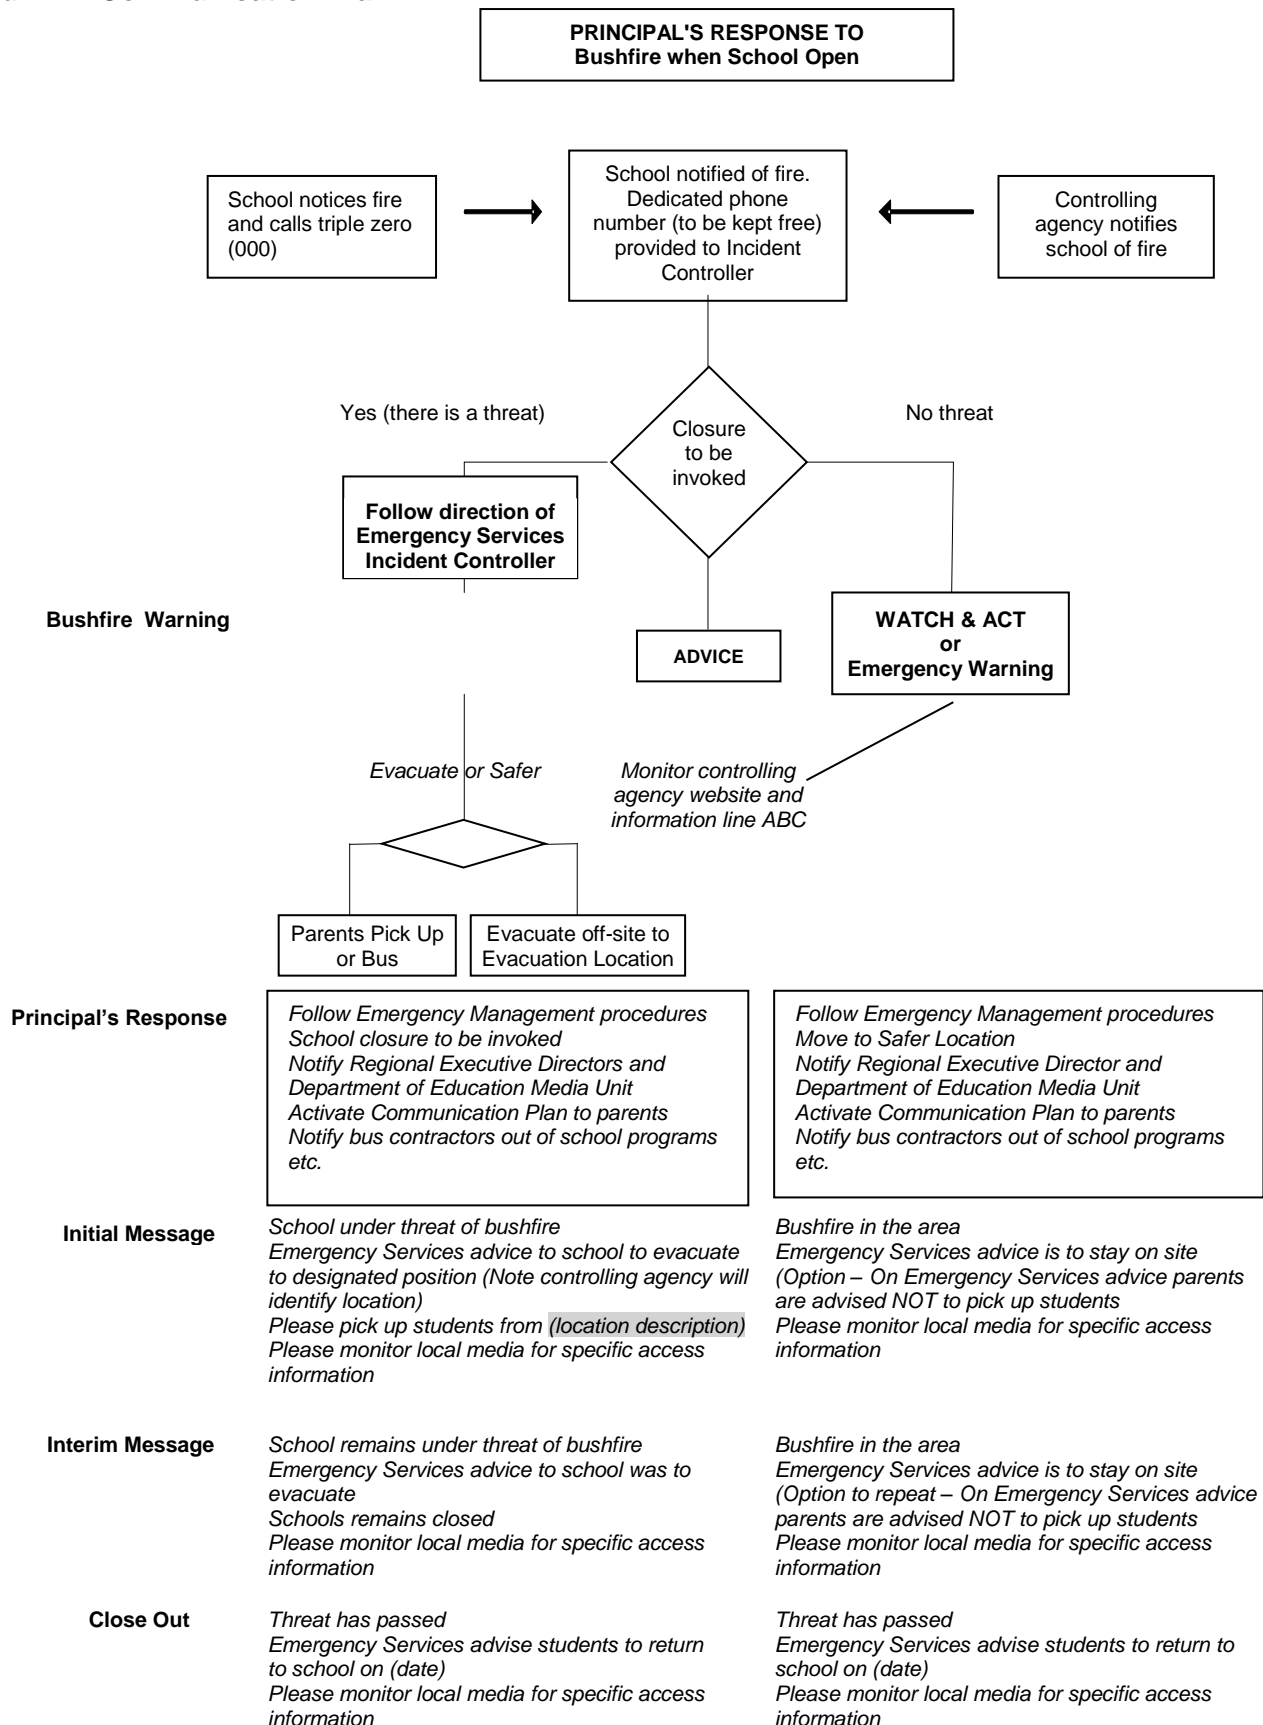 PRINCIPAL'S RESPONSE TO
Bushfire when School Open
School notices fire
and calls triple zero
(000)
School notified of fire.
Dedicated phone
number (to be kept free)
provided to Incident
Controller
Controlling
agency notifies
school of fire
Yes (there is a threat)
Closure
to be
invoked
No threat
Follow direction of
Emergency Services
Incident Controller
Bushfire Warning
ADVICE
WATCH & ACT
or
Emergency Warning
Evacuate or Safer
Monitor controlling
agency website and
information line ABC
Parents Pick Up
or Bus
Evacuate off-site to
Evacuation Location
Principal's Response
Follow Emergency Management procedures
School closure to be invoked
Notify Regional Executive Directors and
Department of Education Media Unit
Activate Communication Plan to parents
Notify bus contractors out of school programs
etc.
Follow Emergency Management procedures
Move to Safer Location
Notify Regional Executive Director and
Department of Education Media Unit
Activate Communication Plan to parents
Notify bus contractors out of school programs
etc.
Initial Message
School under threat of bushfire
Emergency Services advice to school to evacuate
to designated position (Note controlling agency will
identify location)
Please pick up students from (location description)
Please monitor local media for specific access
information
Bushfire in the area
Emergency Services advice is to stay on site
(Option – On Emergency Services advice parents
are advised NOT to pick up students
Please monitor local media for specific access
information
Interim Message
School remains under threat of bushfire
Emergency Services advice to school was to
evacuate
Schools remains closed
Please monitor local media for specific access
information
Bushfire in the area
Emergency Services advice is to stay on site
(Option to repeat – On Emergency Services advice
parents are advised NOT to pick up students
Please monitor local media for specific access
information
Close Out
Threat has passed
Emergency Services advise students to return
to school on (date)
Please monitor local media for specific access
information
Threat has passed
Emergency Services advise students to return to
school on (date)
Please monitor local media for specific access
information